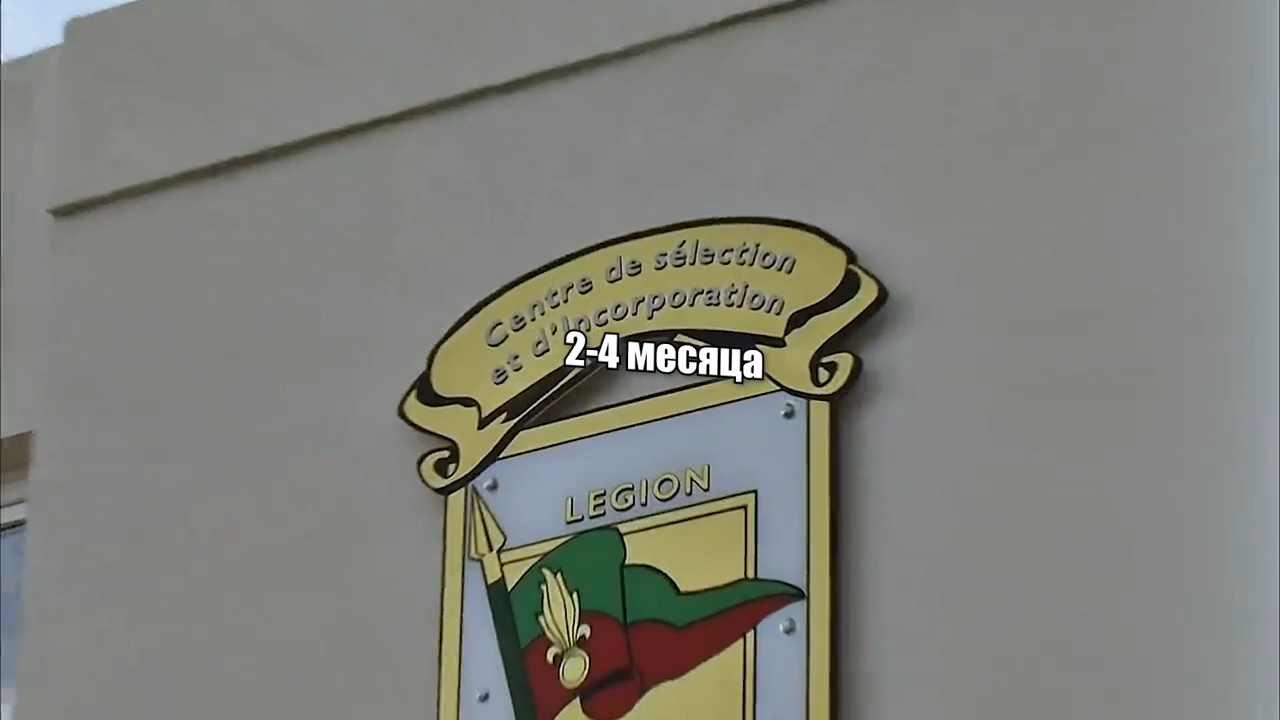 Centre de sélection
et d'Incorporation
2-4 месяца
LEGION